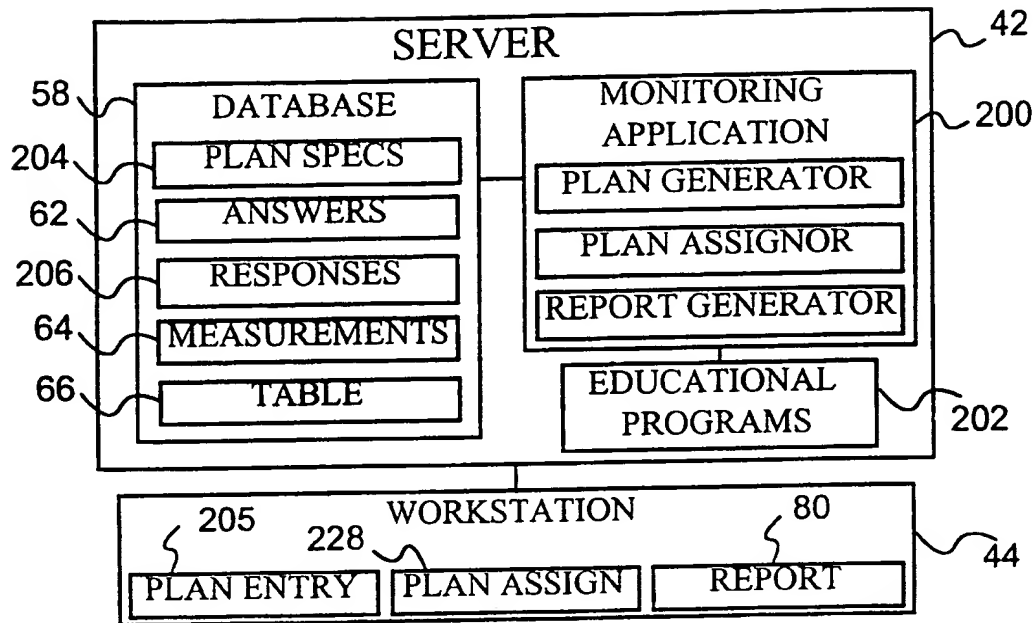 SERVER
42
58
DATABASE
204
PLAN SPECS
62
ANSWERS
206
RESPONSES
64
MEASUREMENTS
66
TABLE
MONITORING
APPLICATION
200
PLAN GENERATOR
PLAN ASSIGNOR
REPORT GENERATOR
EDUCATIONAL
PROGRAMS
202
WORKSTATION
205
228
80
44
PLAN ENTRY
PLAN ASSIGN
REPORT